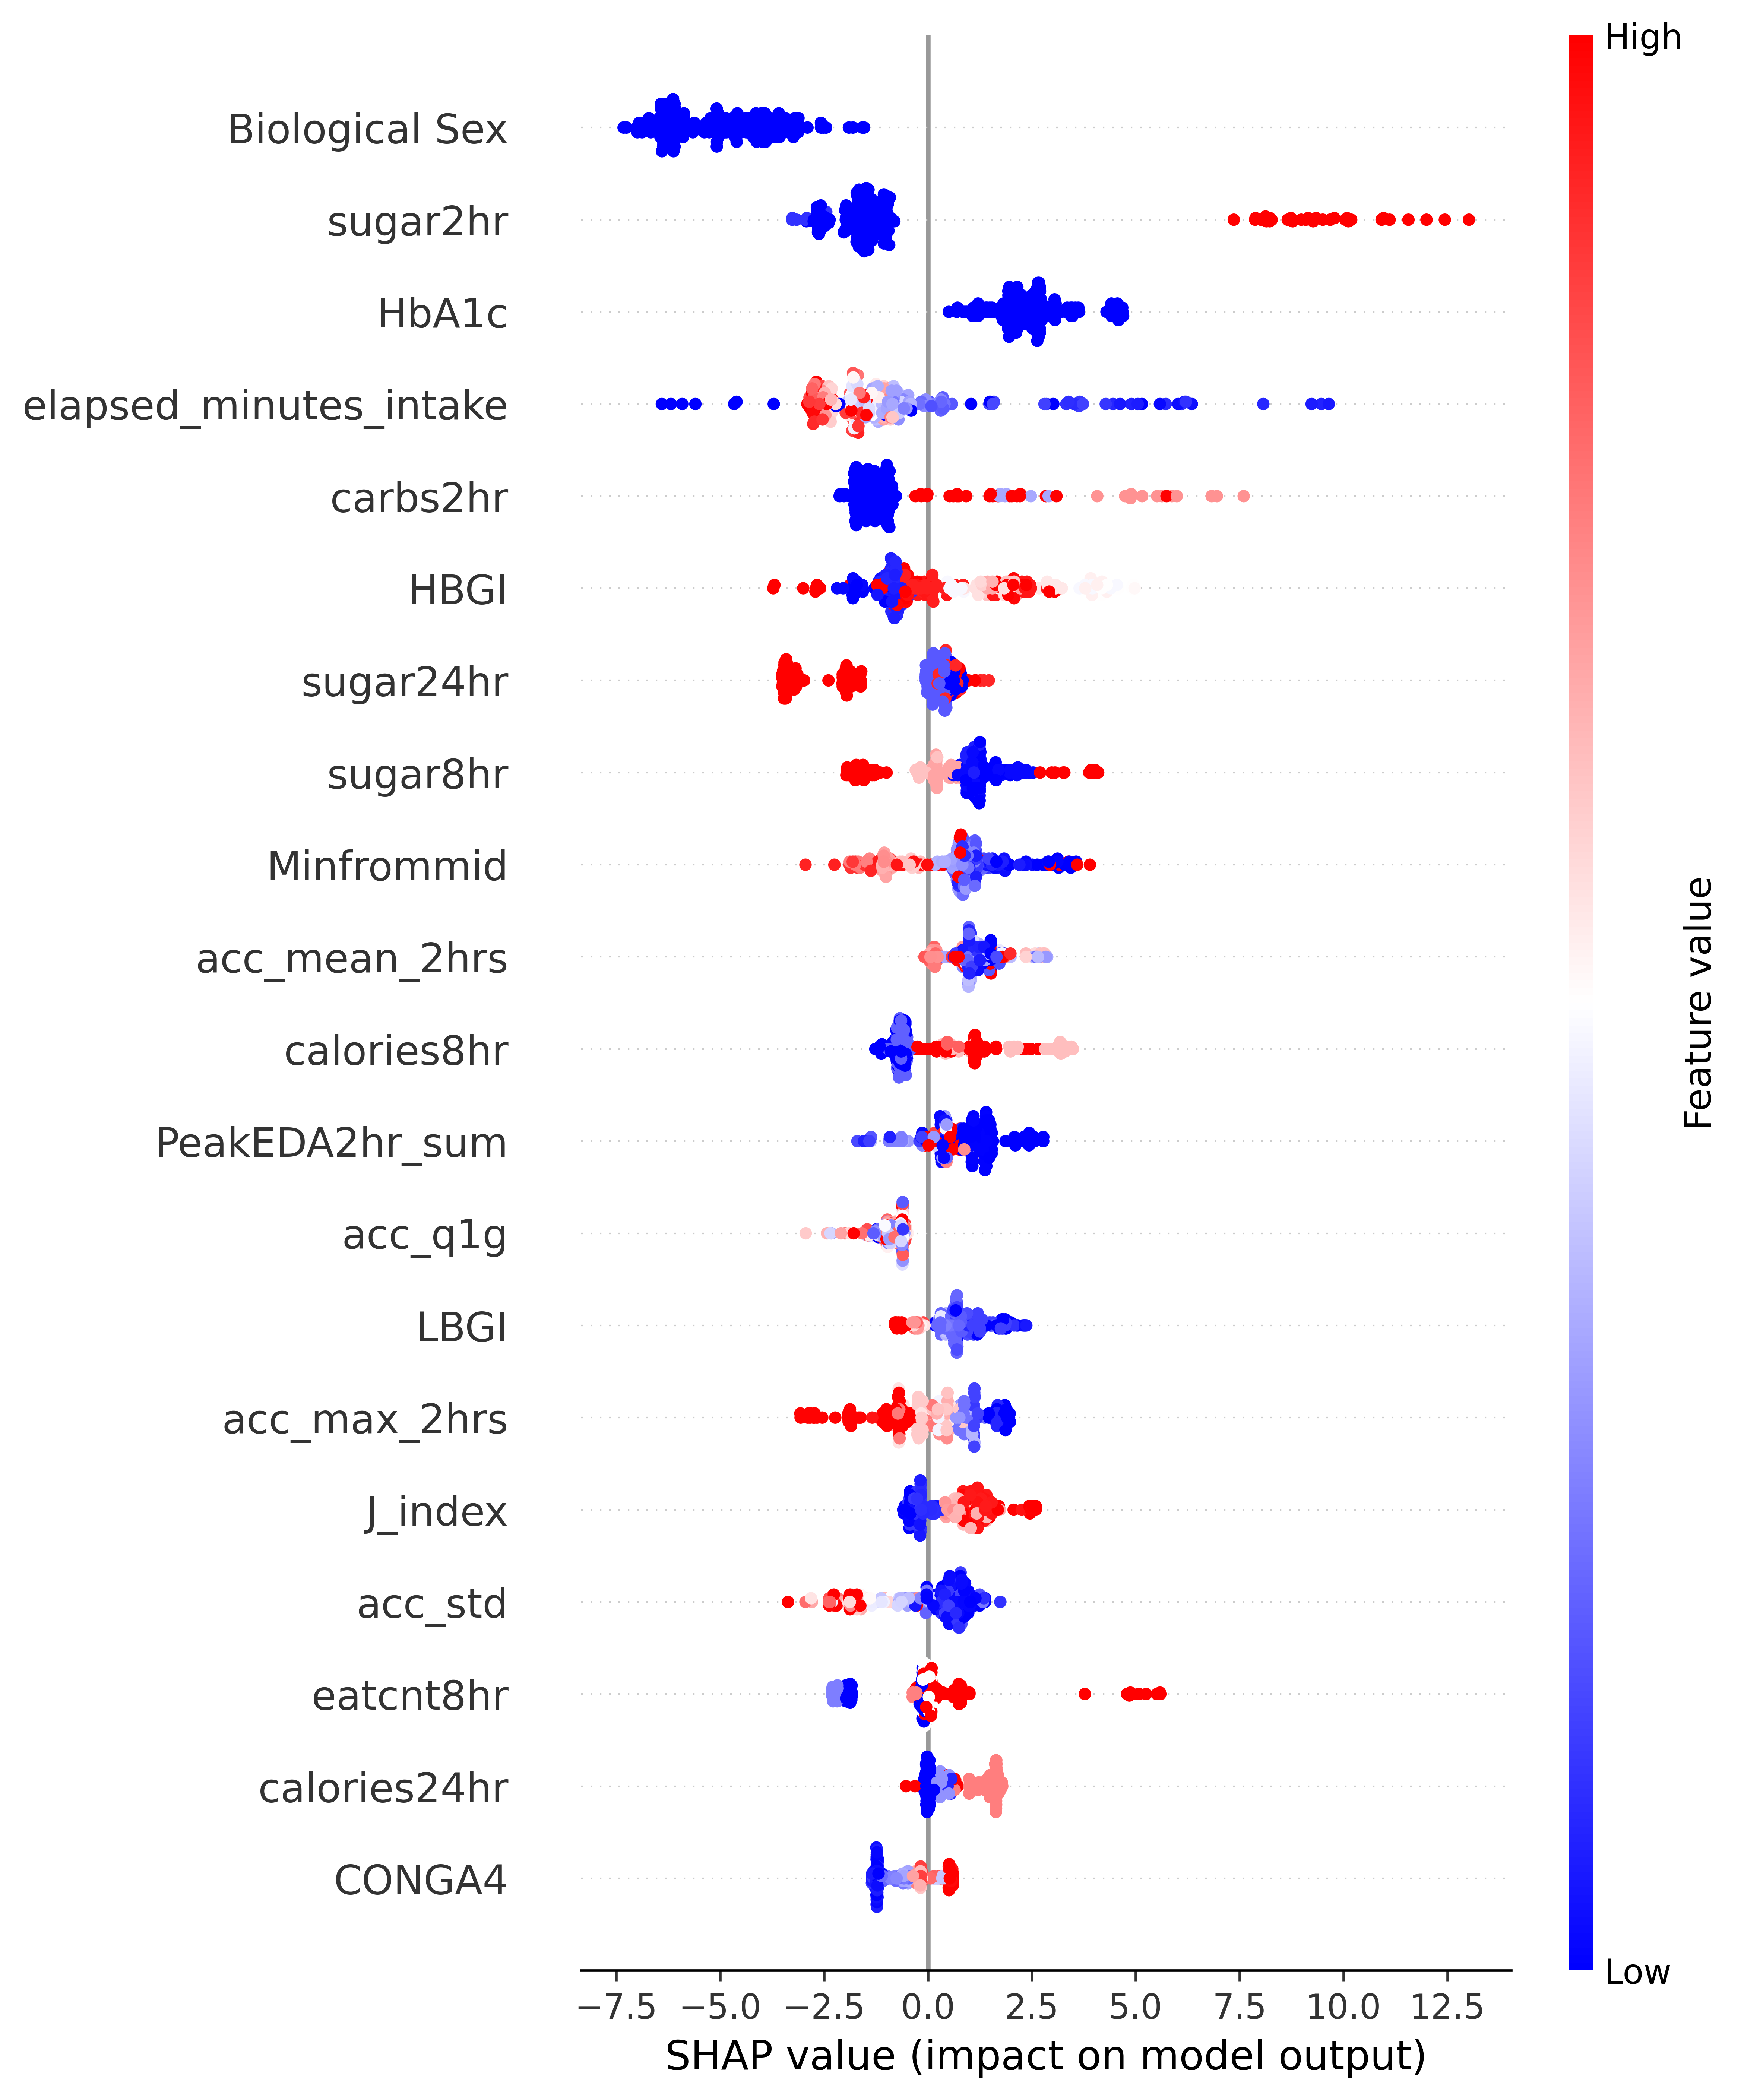 High
Biological Sex
sugar2hr
HbA1c
elapsed_minutes_intake
carbs2hr
HBGI
sugar24hr
sugar8hr
Minfrommid
acc_mean_2hrs
calories8hr
PeakEDA2hr_sum
acc_q1g
LBGI
acc_max_2hrs
J_index
acc_std
eatcnt8hr
calories24hr
CONGA4
Feature value
Low
−7.5 −5.0 −2.5 0.0 2.5 5.0 7.5 10.0 12.5
SHAP value (impact on model output)